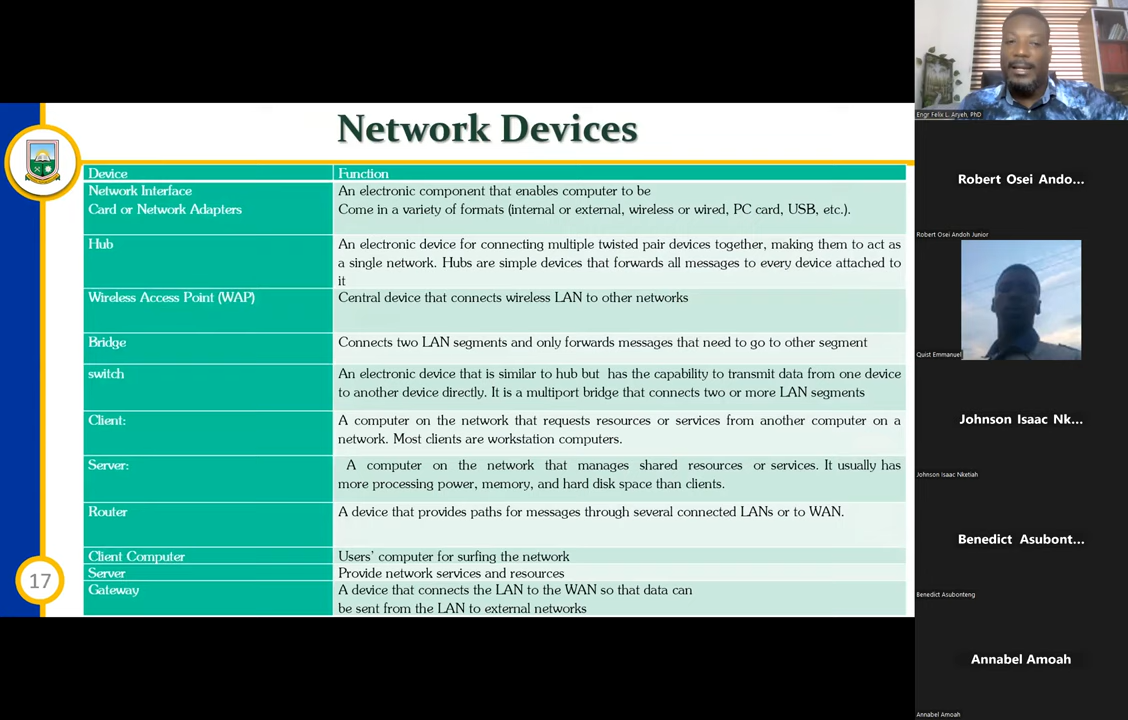 Network Devices
Device Function
Network Interface An electronic component that enables computer to be
Card or Network Adapters Come in a variety of formats (internal or external, wireless or wired, PC card, USB, etc.).
Hub An electronic device for connecting multiple twisted pair devices together, making them to act as
a single network. Hubs are simple devices that forwards all messages to every device attached to
it
Wireless Access Point (WAP) Central device that connects wireless LAN to other networks
Bridge Connects two LAN segments and only forwards messages that need to go to other segment
switch An electronic device that is similar to hub but has the capability to transmit data from one device
to another device directly. It is a multiport bridge that connects two or more LAN segments
Client: A computer on the network that requests resources or services from another computer on a
network. Most clients are workstation computers.
Server: A computer on the network that manages shared resources or services. It usually has
more processing power, memory, and hard disk space than clients.
Router A device that provides paths for messages through several connected LANs or to WAN.
Client Computer Users' computer for surfing the network
Server Provide network services and resources
Gateway A device that connects the LAN to the WAN so that data can
be sent from the LAN to external networks
17
Engr Felix L. Aryeh, PhD
Robert Osei Ando...
Robert Osei Andoh Junior
Quist Emmanuel
Johnson Isaac Nk...
Johnson Isaac Nketiah
Benedict Asubont...
Benedict Asubonteng
Annabel Amoah
Annabel Amoah